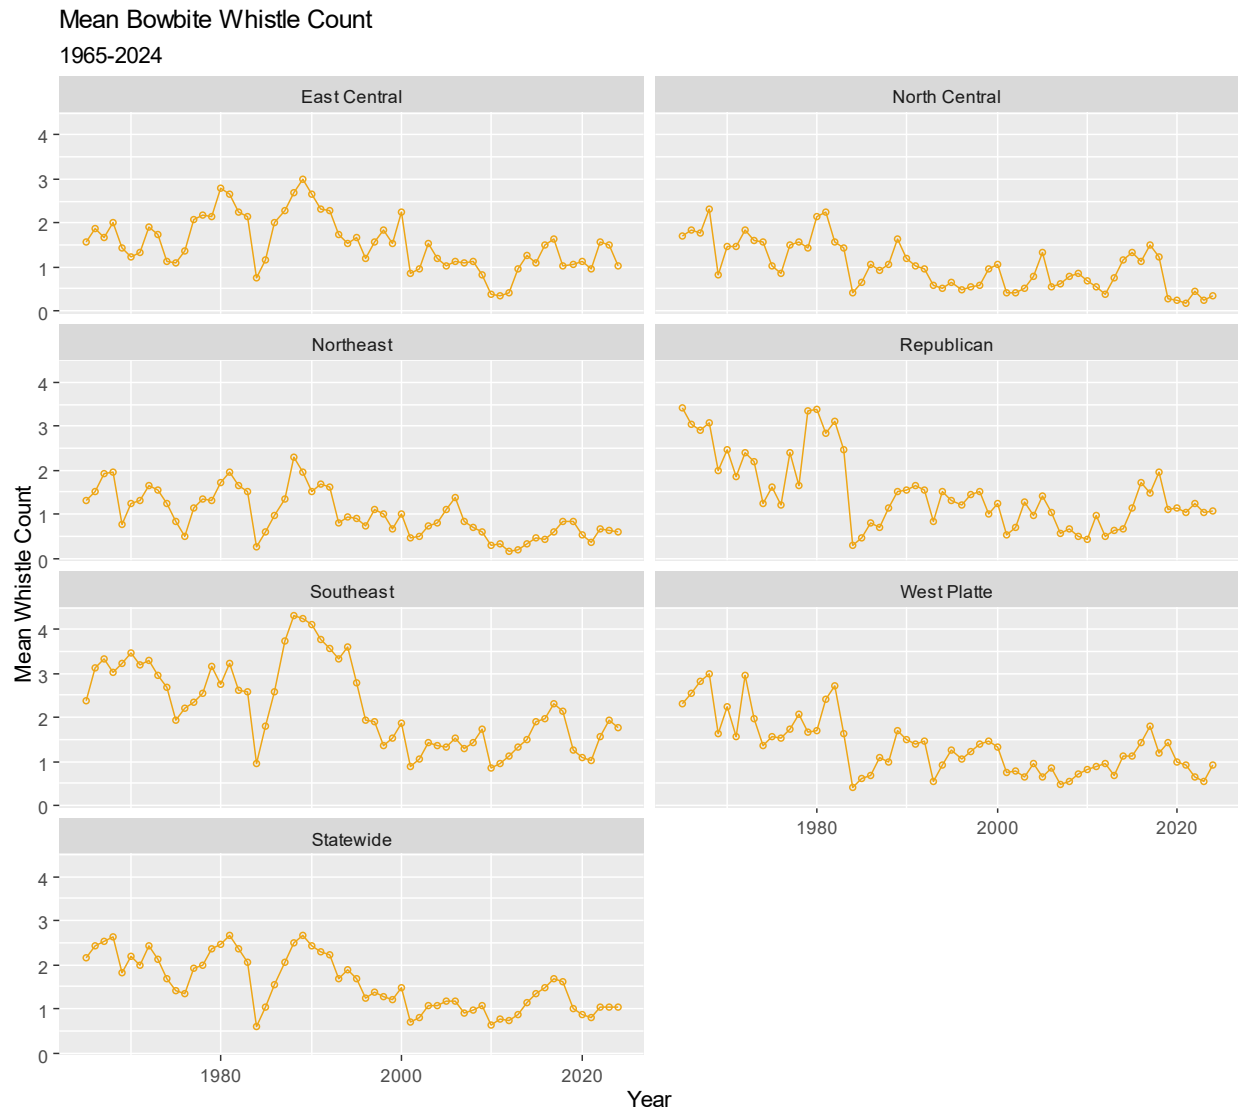 Mean Bowbite Whistle Count
1965-2024
East Central
North Central
4
3
2
1
0
Northeast
Republican
4
3
2
1
0
Southeast
West Platte
4
3
2
1
0
1980
2000
2020
Statewide
4
3
2
1
0
1980
2000
2020
Mean Whistle Count
Year